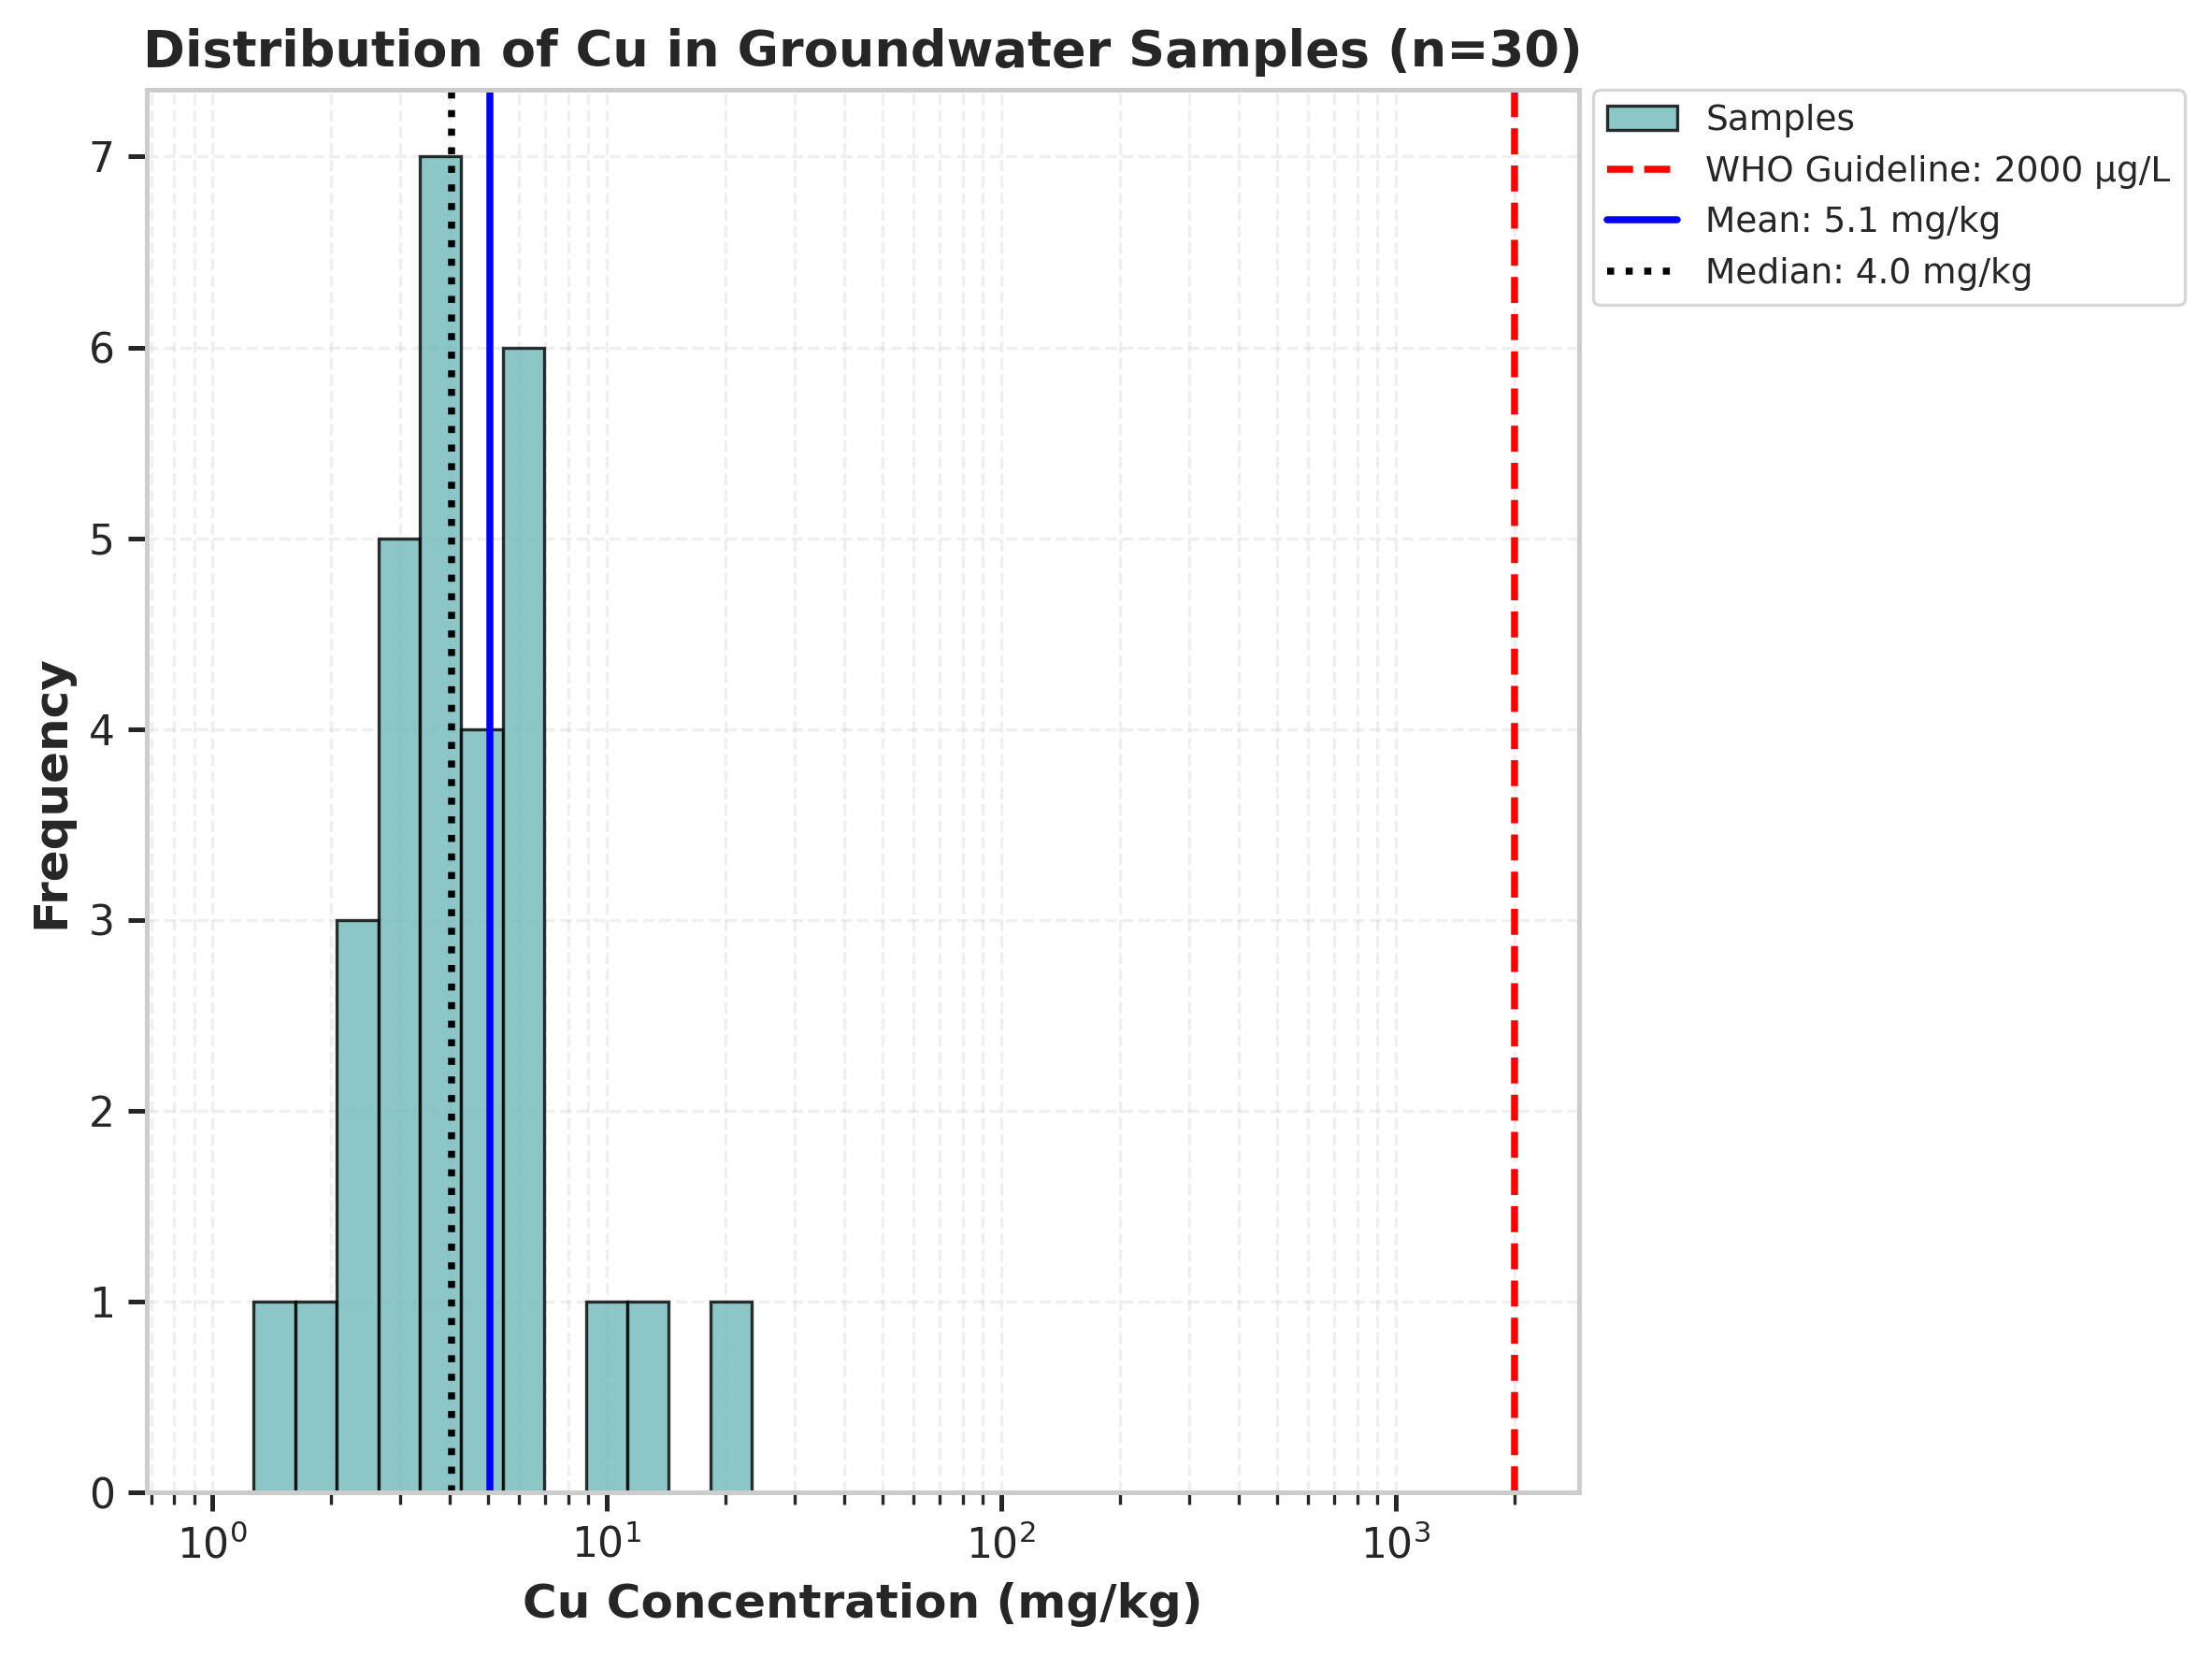 Distribution of Cu in Groundwater Samples (n=30)
Samples
WHO Guideline: 2000 µg/L
Mean: 5.1 mg/kg
Median: 4.0 mg/kg
Frequency
7
6
5
4
3
2
1
0
10⁰ 10¹ 10² 10³
Cu Concentration (mg/kg)